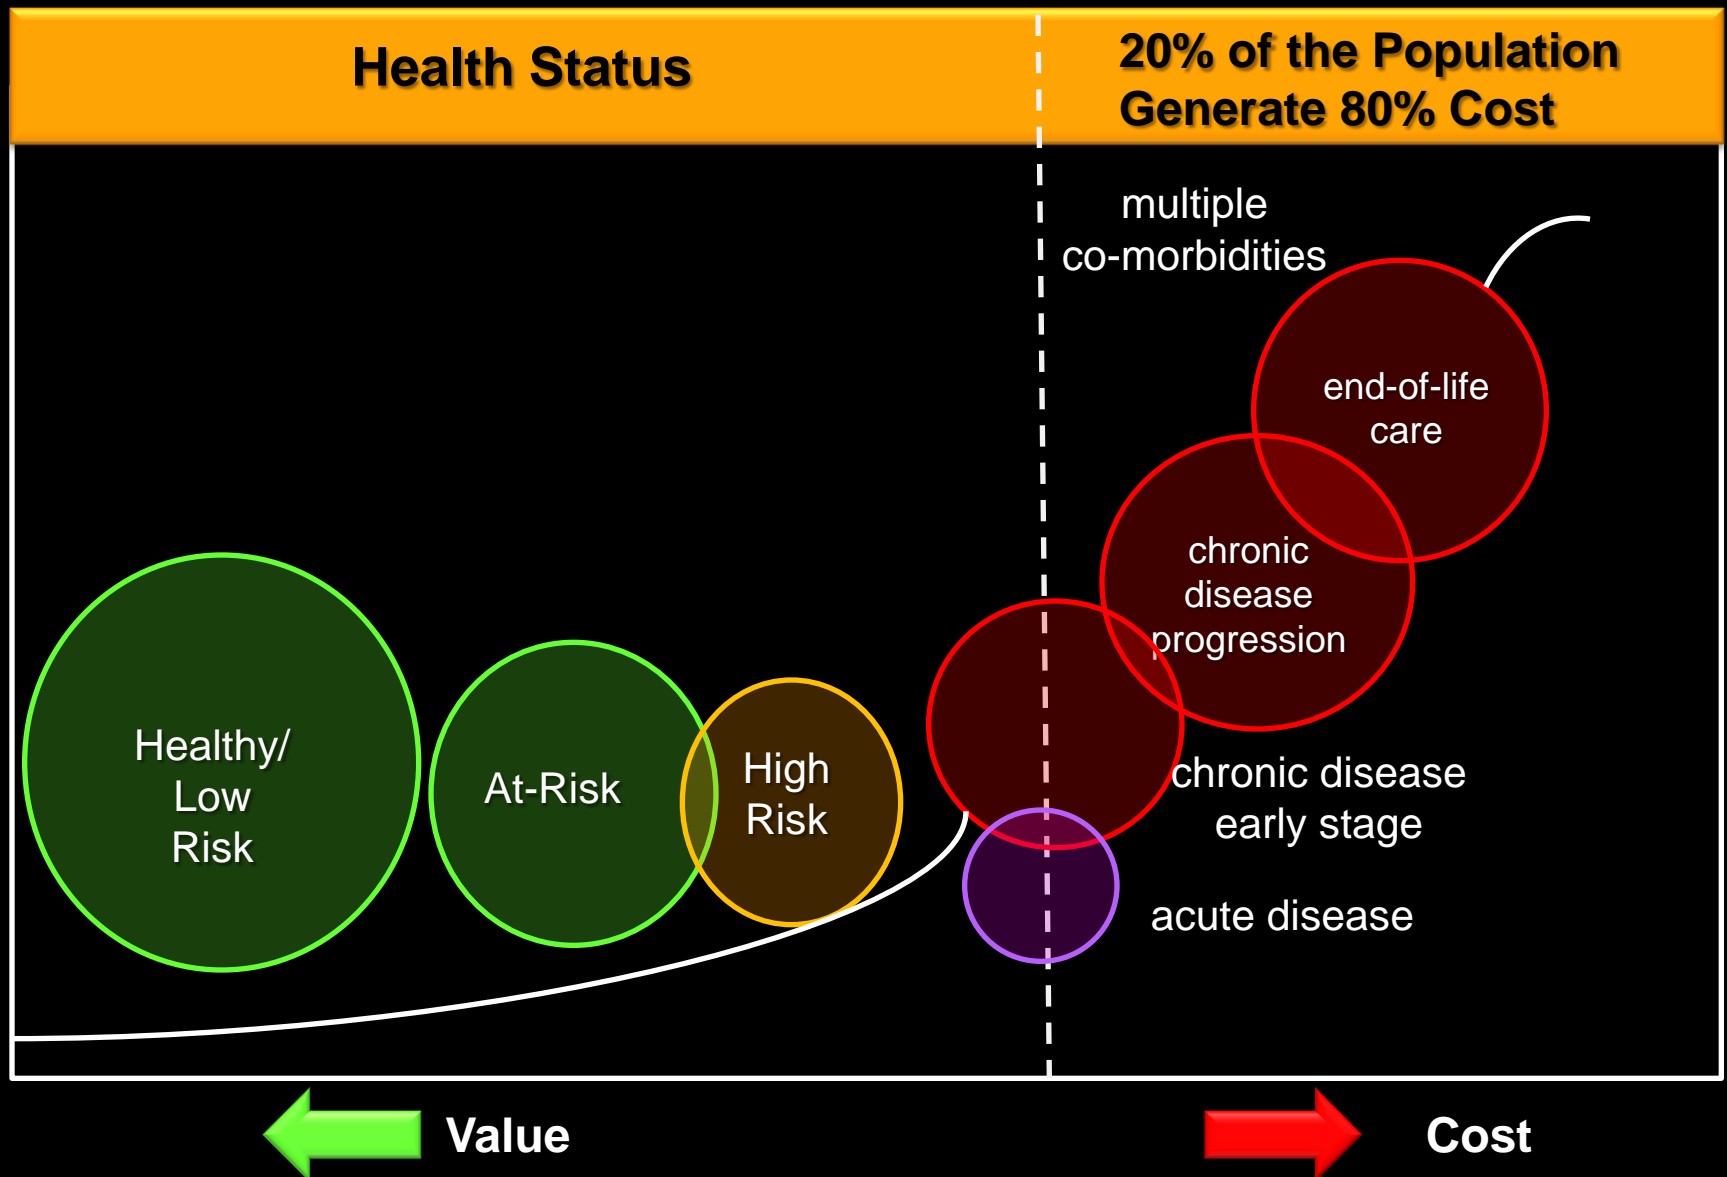 Health Status
20% of the Population
Generate 80% Cost
multiple
co-morbidities
end-of-life
care
chronic
disease
progression
Healthy/
Low
Risk
At-Risk
High
Risk
chronic disease
early stage
acute disease
Value
Cost